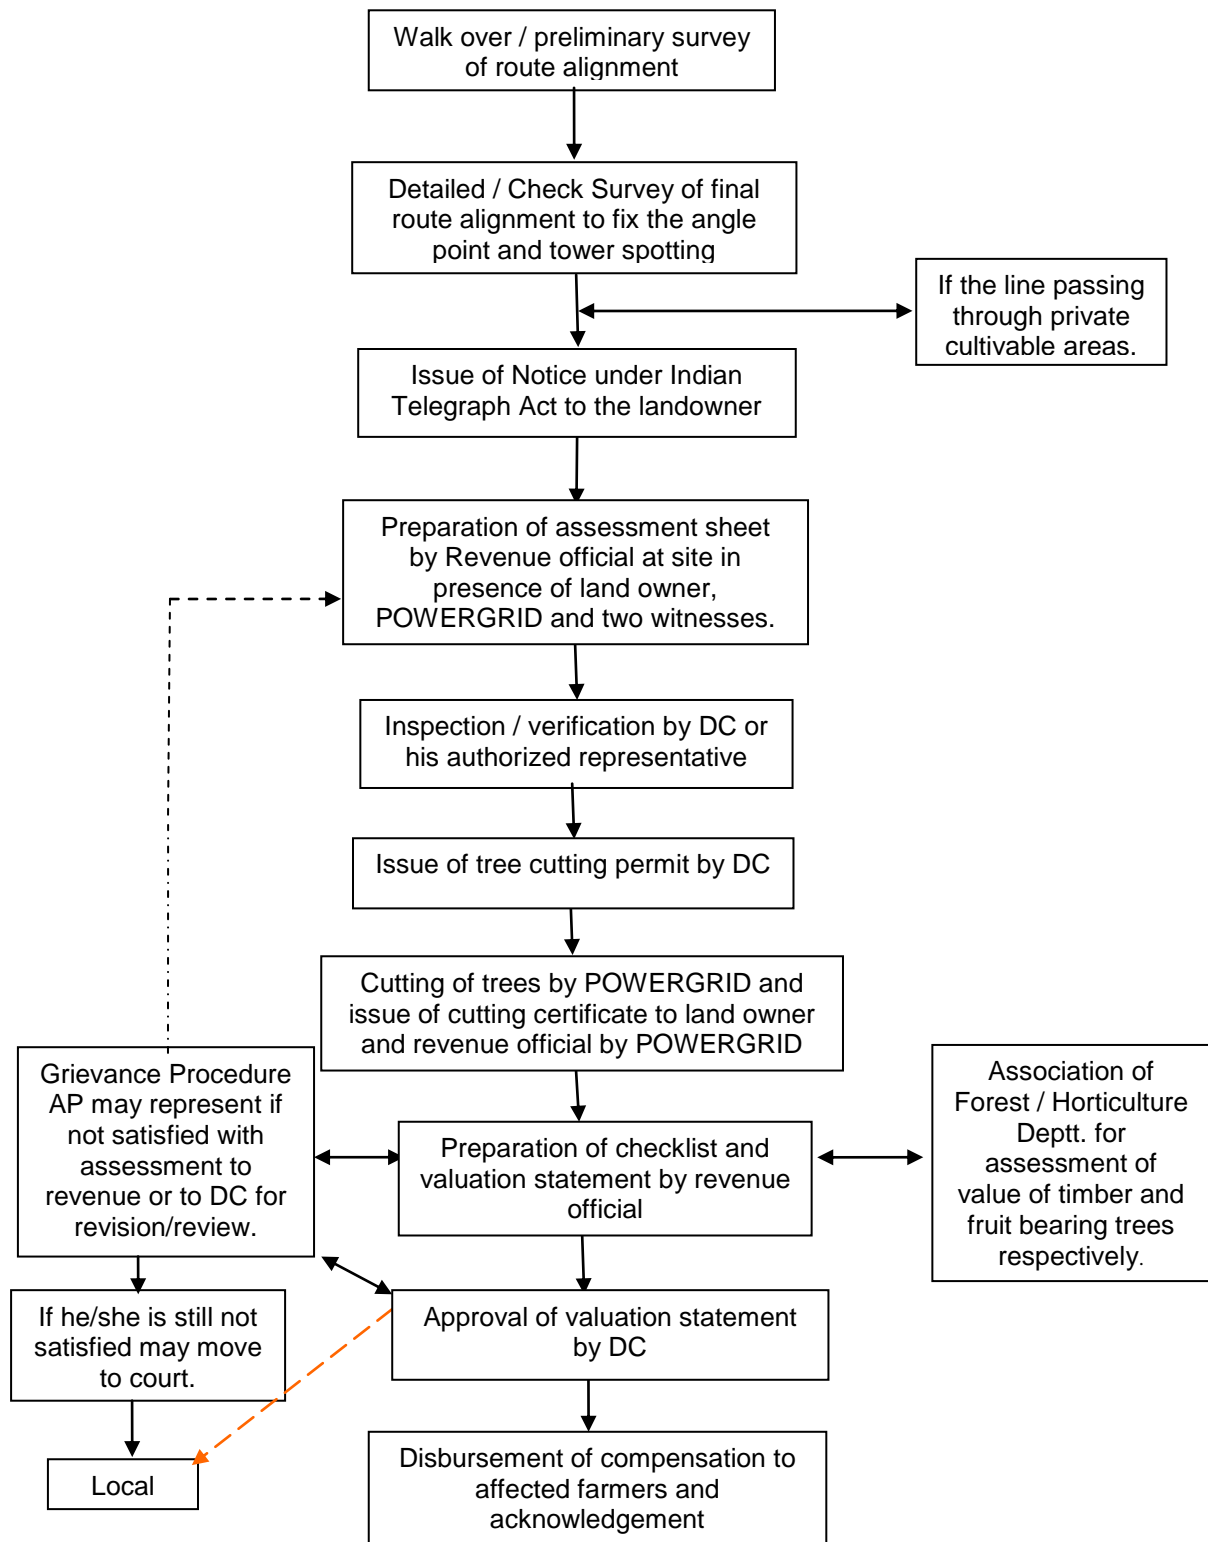 Walk over / preliminary survey
of route alignment
Detailed / Check Survey of final
route alignment to fix the angle
point and tower spotting
If the line passing
through private
cultivable areas.
Issue of Notice under Indian
Telegraph Act to the landowner
Preparation of assessment sheet
by Revenue official at site in
presence of land owner,
POWERGRID and two witnesses.
Inspection / verification by DC or
his authorized representative
Issue of tree cutting permit by DC
Cutting of trees by POWERGRID and
issue of cutting certificate to land owner
and revenue official by POWERGRID
Grievance Procedure
AP may represent if
not satisfied with
assessment to
revenue or to DC for
revision/review.
Preparation of checklist and
valuation statement by revenue
official
Association of
Forest / Horticulture
Deptt. for
assessment of
value of timber and
fruit bearing trees
respectively.
If he/she is still not
satisfied may move
to court.
Approval of valuation statement
by DC
Local
Disbursement of compensation to
affected farmers and
acknowledgement